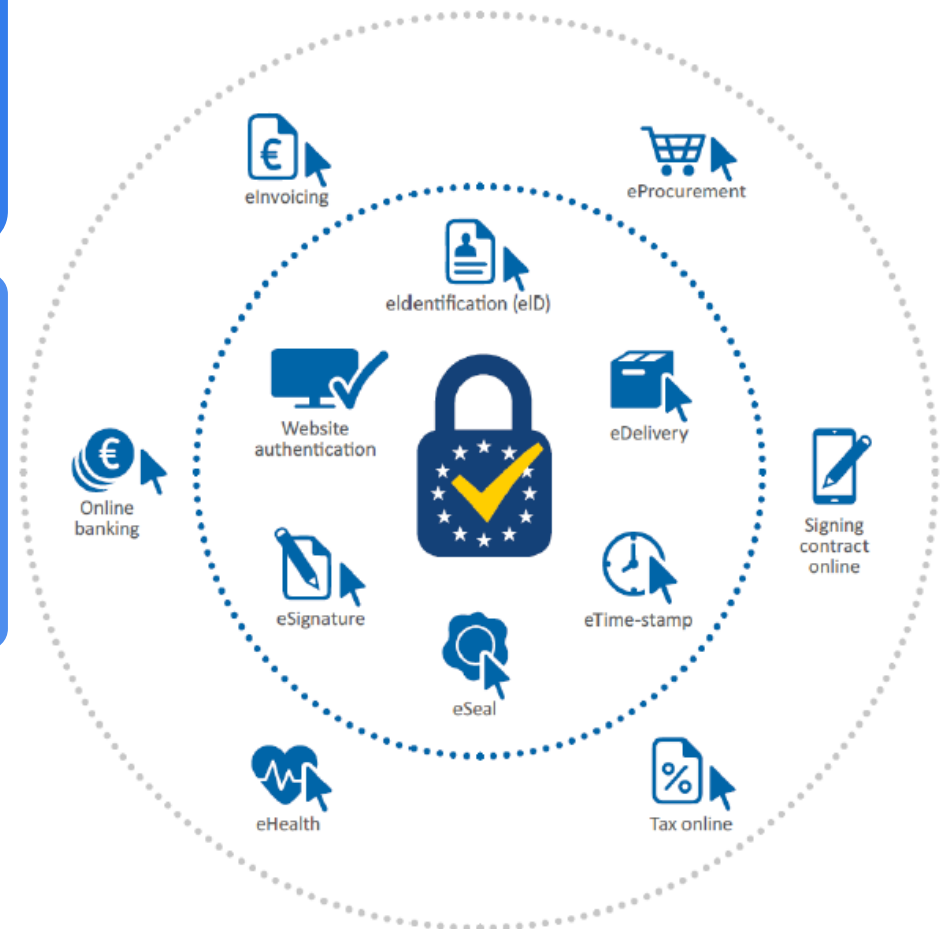 eInvoicing
eProcurement
eIdentification (eID)
Website
authentication
eDelivery
Online
banking
Signing
contract
online
eSignature
eTime-stamp
eSeal
eHealth
Tax online